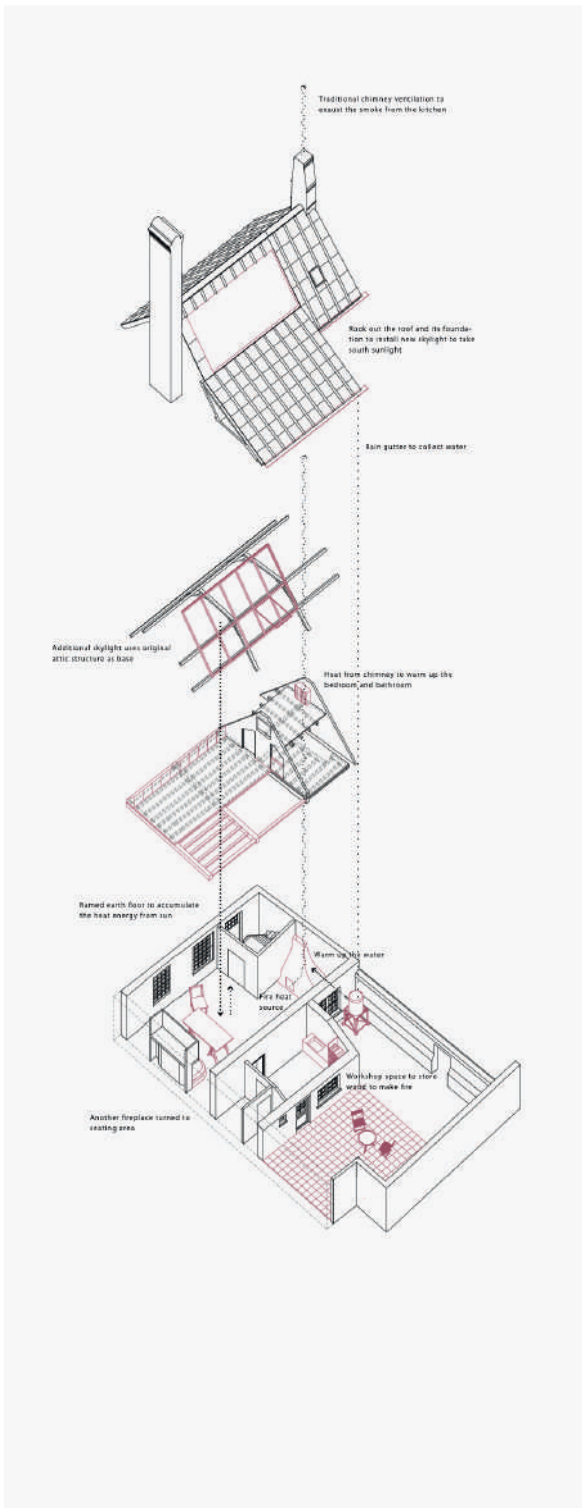 Traditional chimney ventilation to
exaust the smoke from the kitchen
Rook out the roof and its founda-
tion to install new skylight to take
south sunlight
Rain gutter to collect water
Additional skylight uses original
attic structure as base
Heat from chimney to warm up the
bedroom and bathroom
Ramed earth floor to accumulate
the heat energy from sun
Warm up the water
Fire heat
source
Workshop space to store
wood to make fire
Another fireplace turned to
seating area